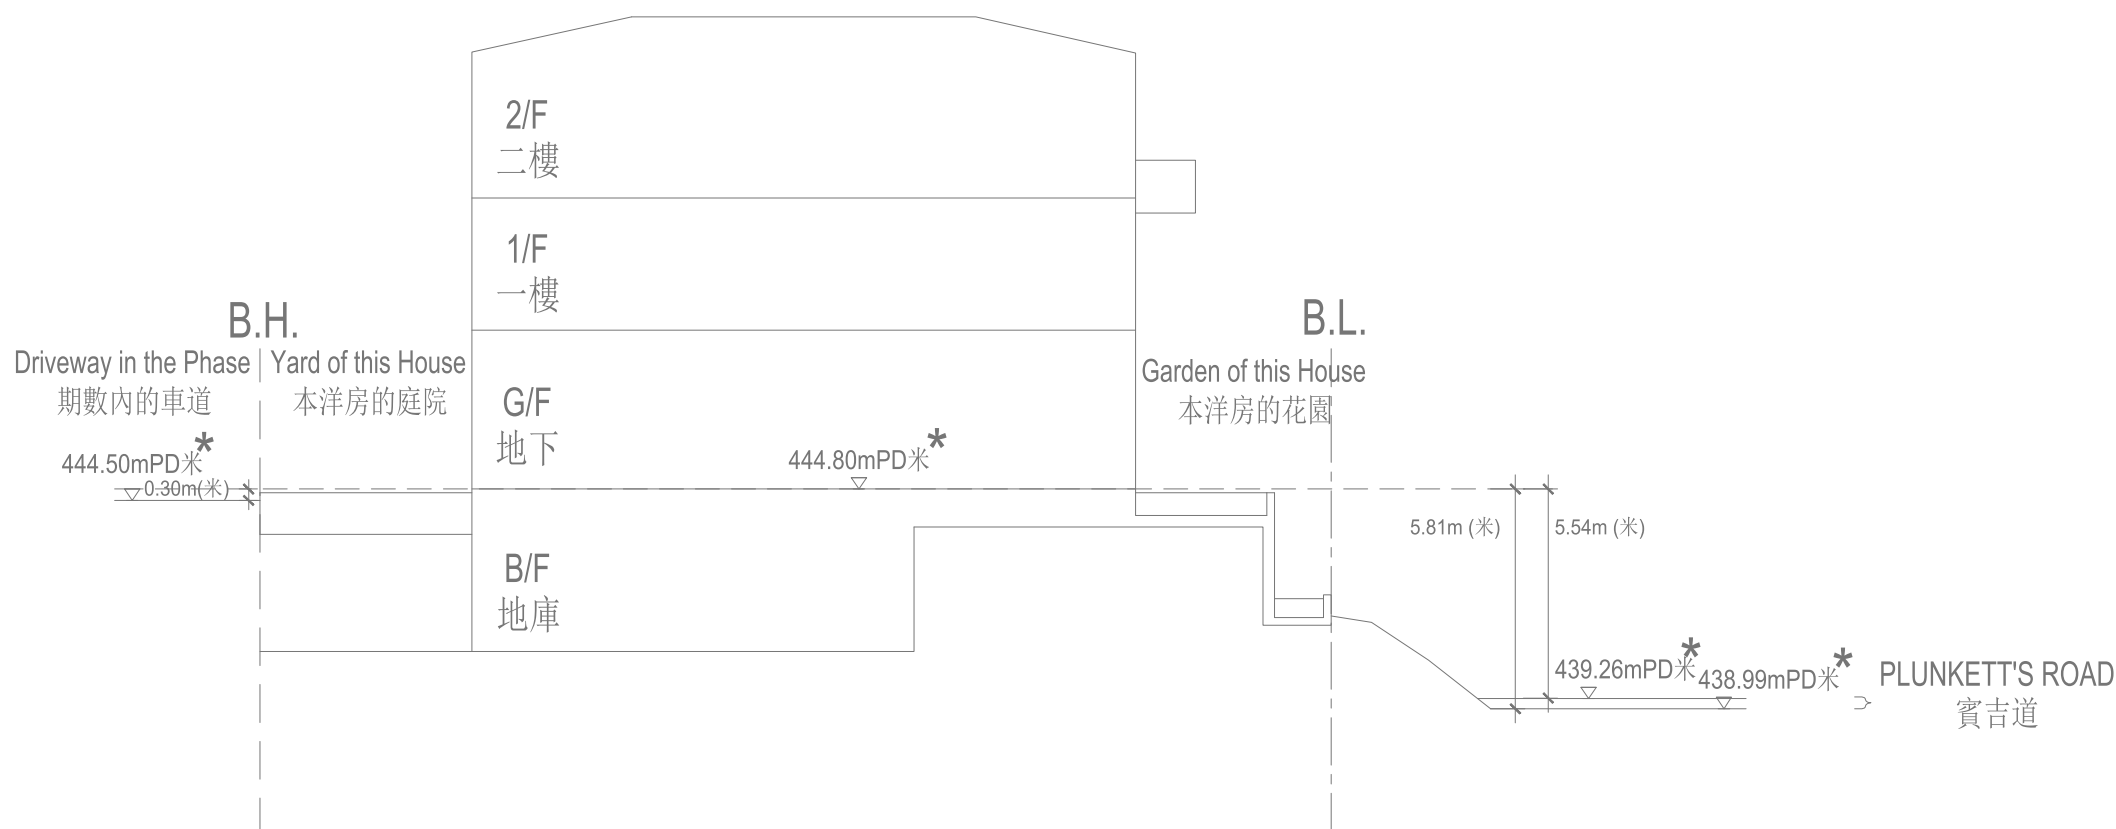 2/F
二樓
1/F
一樓
B.H.
B.L.
Driveway in the Phase
期數內的車道
Yard of this House
本洋房的庭院
G/F
地下
Garden of this House
本洋房的花園
444.50mPD米*
0.30m(米)
444.80mPD米*
5.81m (米)
5.54m (米)
B/F
地庫
439.26mPD米*
438.99mPD米*
PLUNKETT'S ROAD
賓吉道